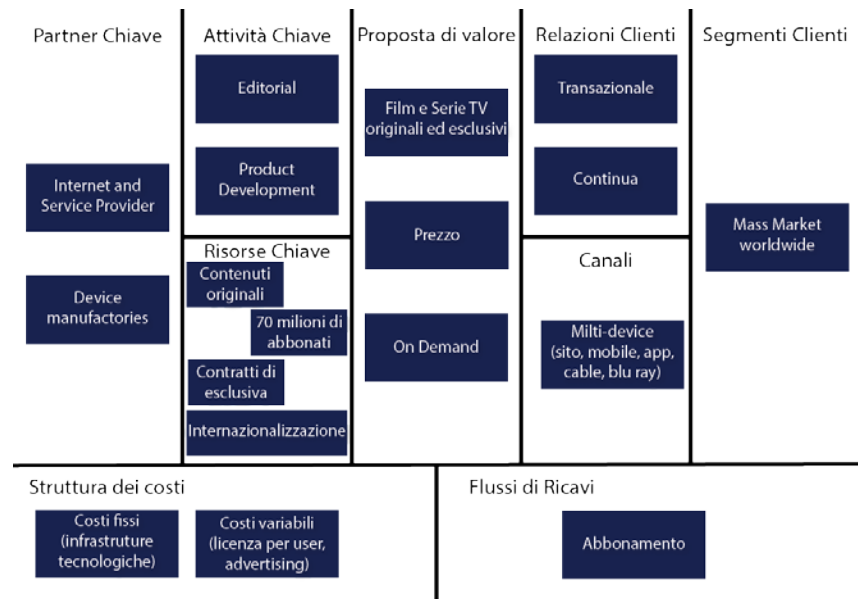 Partner Chiave
Internet and
Service Provider
Device
manufactories
Attività Chiave
Editorial
Product
Development
Risorse Chiave
Contenuti
originali
70 milioni di
abbonati
Contratti di
esclusiva
Internazionalizzazione
Proposta di valore
Film e Serie TV
originali ed esclusivi
Prezzo
On Demand
Relazioni Clienti
Transazionale
Continua
Canali
Milti-device
(sito, mobile, app,
cable, blu ray)
Segmenti Clienti
Mass Market
worldwide
Struttura dei costi
Costi fissi
(infrastruture
tecnologiche)
Costi variabili
(licenza per user,
advertising)
Flussi di Ricavi
Abbonamento